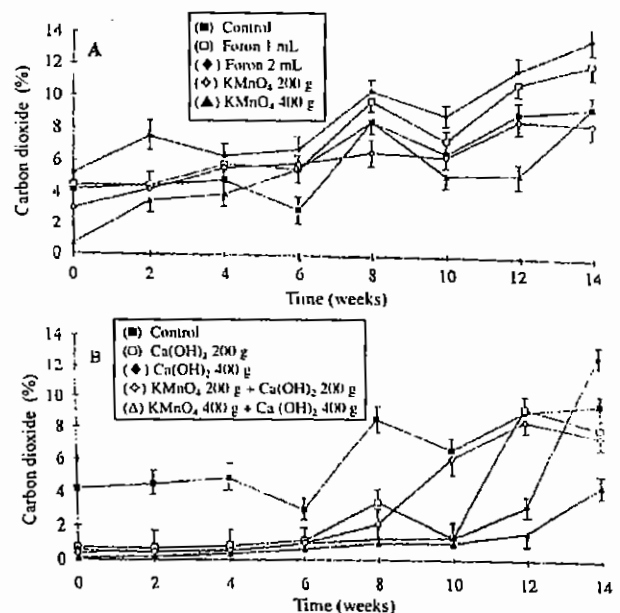 A
(■) Control
(□) Foron 1 mL
(♦) Foron 2 mL
(◇) KMnO₄ 200 g
(▲) KMnO₄ 400 g
Carbon dioxide (%)
14
12
10
8
6
4
2
0
0 2 4 6 8 10 12 14
Time (weeks)
B
(■) Control
(□) Ca(OH)₂ 200 g
(♦) Ca(OH)₂ 400 g
(◇) KMnO₄ 200 g + Ca(OH)₂ 200 g
(△) KMnO₄ 400 g + Ca (OH)₂ 400 g
Carbon dioxide (%)
14
12
10
8
6
4
2
0
0 2 4 6 8 10 12 14
Time (weeks)